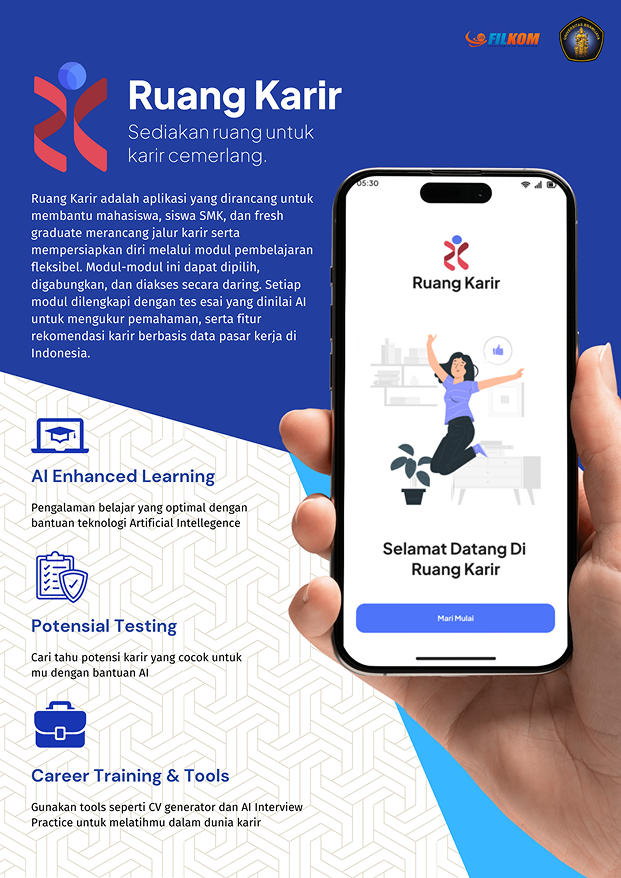 FILKOM
UNIVERSITAS BRAWIJAYA
Ruang Karir
Sediakan ruang untuk
karir cemerlang.
Ruang Karir adalah aplikasi yang dirancang untuk
membantu mahasiswa, siswa SMK, dan fresh
graduate merancang jalur karir serta
mempersiapkan diri melalui modul pembelajaran
fleksibel. Modul-modul ini dapat dipilih,
digabungkan, dan diakses secara daring. Setiap
modul dilengkapi dengan tes esai yang dinilai AI
untuk mengukur pemahaman, serta fitur
rekomendasi karir berbasis data pasar kerja di
Indonesia.
05:30
Ruang Karir
Selamat Datang Di
Ruang Karir
Mari Mulai
AI Enhanced Learning
Pengalaman belajar yang optimal dengan
bantuan teknologi Artificial Intellegence
Potensial Testing
Cari tahu potensi karir yang cocok untuk
mu dengan bantuan AI
Career Training & Tools
Gunakan tools seperti CV generator dan AI Interview
Practice untuk melatihmu dalam dunia karir